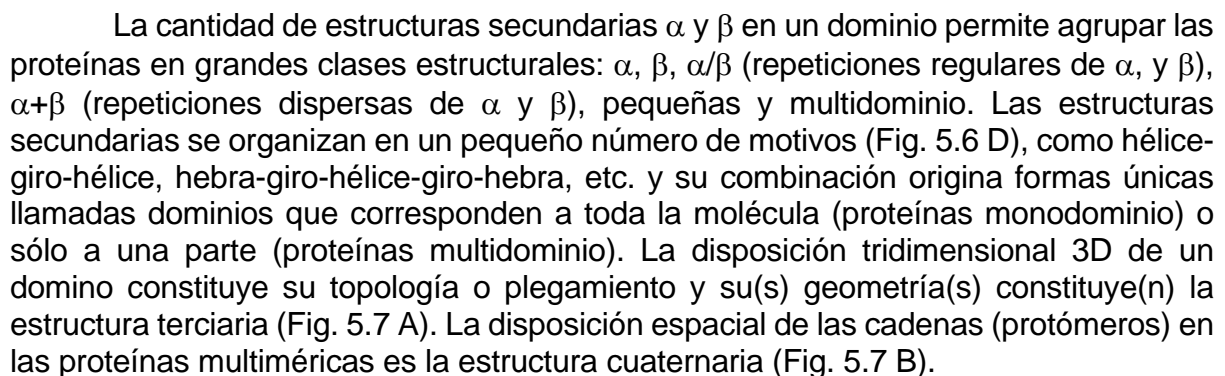 La cantidad de estructuras secundarias α y β en un dominio permite agrupar las
proteínas en grandes clases estructurales: α, β, α/β (repeticiones regulares de α, y β),
α+β (repeticiones dispersas de α y β), pequeñas y multidominio. Las estructuras
secundarias se organizan en un pequeño número de motivos (Fig. 5.6 D), como hélice-
giro-hélice, hebra-giro-hélice-giro-hebra, etc. y su combinación origina formas únicas
llamadas dominios que corresponden a toda la molécula (proteínas monodominio) o
sólo a una parte (proteínas multidominio). La disposición tridimensional 3D de un
domino constituye su topología o plegamiento y su(s) geometría(s) constituye(n) la
estructura terciaria (Fig. 5.7 A). La disposición espacial de las cadenas (protómeros) en
las proteínas multiméricas es la estructura cuaternaria (Fig. 5.7 B).